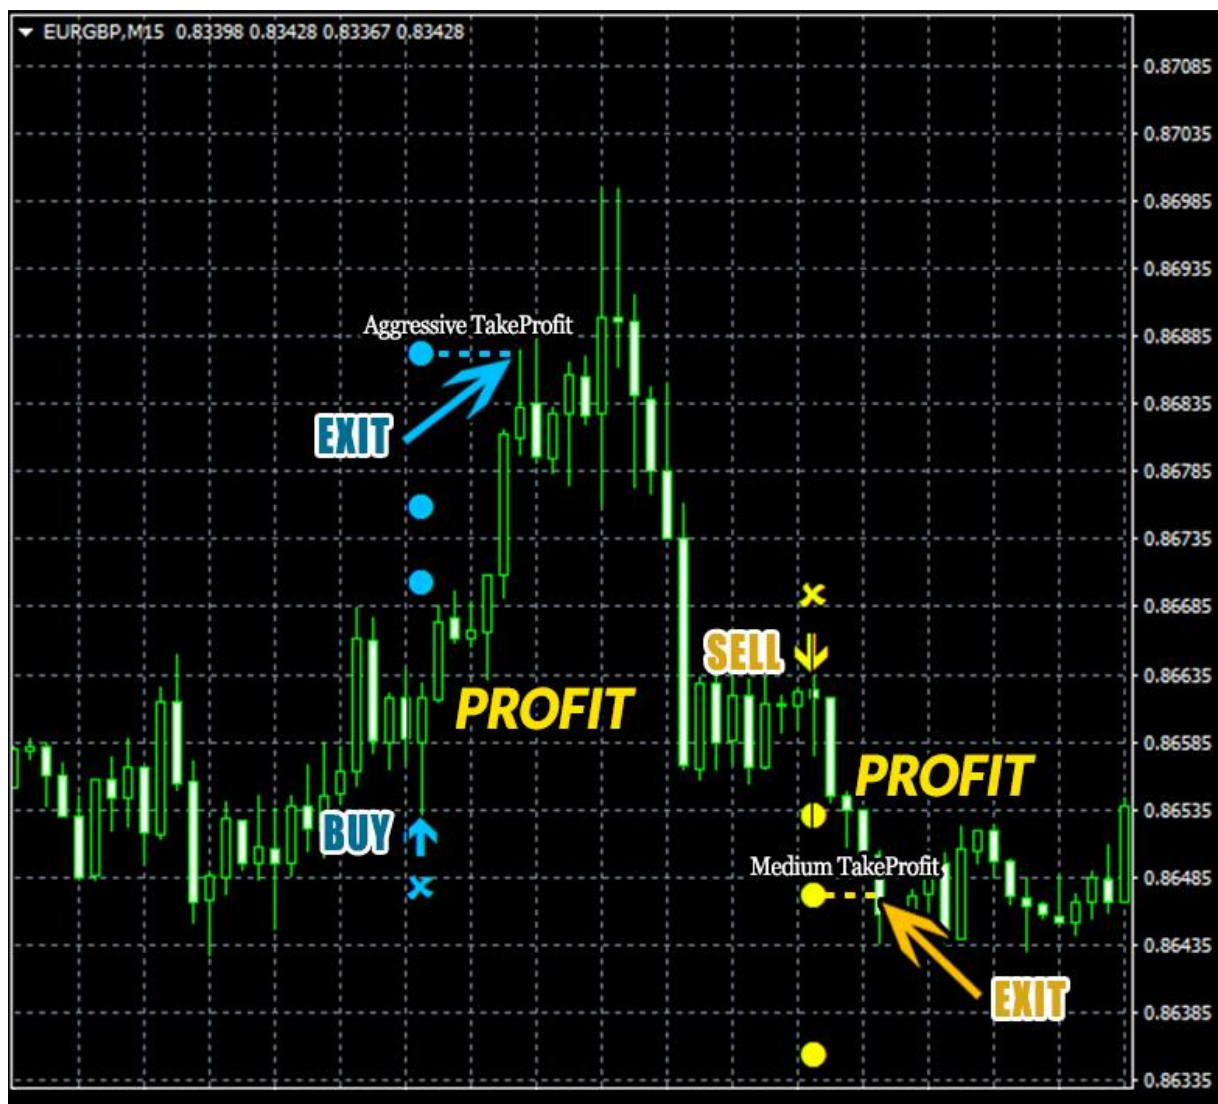 EURGBP,M15 0.83398 0.83428 0.83367 0.83428
0.87085
0.87035
0.86985
0.86935
Aggressive TakeProfit
0.86885
EXIT
0.86835
0.86785
0.86735
0.86685
SELL
0.86635
PROFIT
0.86585
PROFIT
0.86535
BUY
Medium TakeProfit
0.86485
0.86435
EXIT
0.86385
0.86335